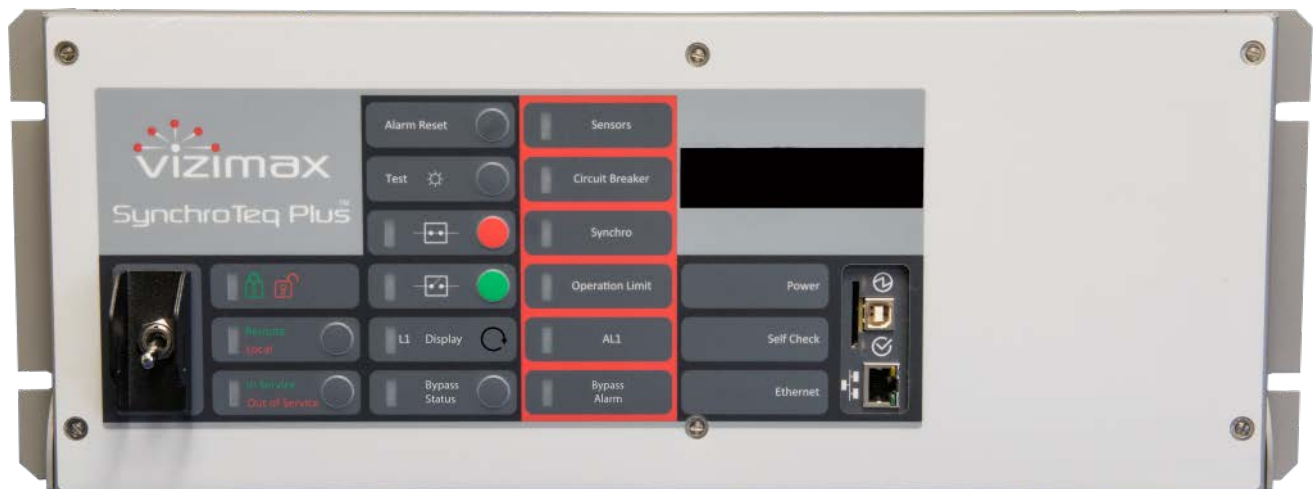 vizimax
SynchroTeq Plus™
Alarm Reset
Test
L1 Display
Bypass
Status
Remote
Local
In Service
Out of Service
Sensors
Circuit Breaker
Synchro
Operation Limit
AL1
Bypass
Alarm
Power
Self Check
Ethernet